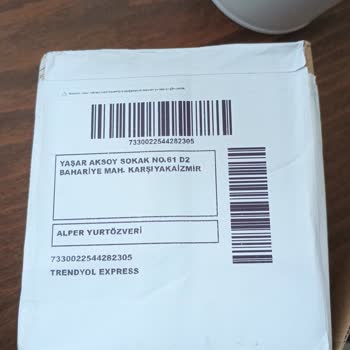 7330022544282305
YAŞAR AKSOY SOKAK NO:61 D2
BAHARİYE MAH. KARŞIYAKAİZMİR
ALPER YURTÖZVERİ
7330022544282305
TRENDYOL EXPRESS